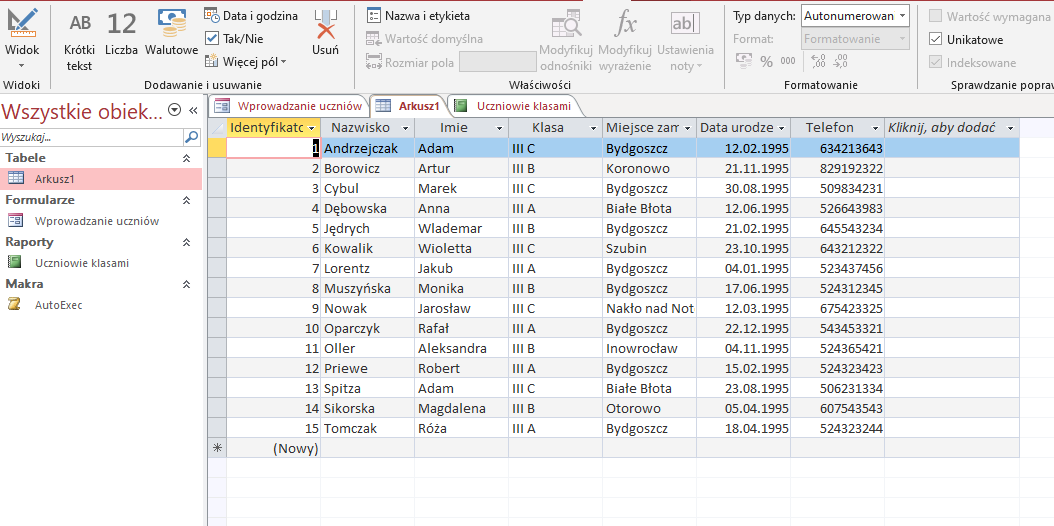 Widok
Widoki
AB
Krótki tekst
12
Liczba
Walutowe
Data i godzina
Tak/Nie
Więcej pól
Usuń
Dodawanie i usuwanie
Nazwa i etykieta
Wartość domyślna
Rozmiar pola
Modyfikuj odnośniki
fx
Modyfikuj wyrażenie
ab
Ustawienia noty
Właściwości
Typ danych: Autonumerowan
Format: Formatowanie
% 000 ,00 ,00
Formatowanie
Wartość wymagana
Unikatowe
Indeksowane
Sprawdzanie popraw
Wszystkie obiek...
Wyszukaj...
Tabele
Arkusz1
Formularze
Wprowadzanie uczniów
Raporty
Uczniowie klasami
Makra
AutoExec
Wprowadzanie uczniów Arkusz1 Uczniowie klasami
Identyfikatc Nazwisko Imie Klasa Miejsce zam Data urodze Telefon Kliknij, aby dodać
1 Andrzejczak Adam III C Bydgoszcz 12.02.1995 634213643
2 Borowicz Artur III B Koronowo 21.11.1995 829192322
3 Cybul Marek III C Bydgoszcz 30.08.1995 509834231
4 Dębowska Anna III A Białe Błota 12.06.1995 526643983
5 Jędrych Wlademar III B Bydgoszcz 21.02.1995 645543234
6 Kowalik Wioletta III C Szubin 23.10.1995 643212322
7 Lorentz Jakub III A Bydgoszcz 04.01.1995 523437456
8 Muszyńska Monika III B Bydgoszcz 17.06.1995 524312345
9 Nowak Jarosław III C Nakło nad Not 12.03.1995 675423325
10 Oparczyk Rafał III A Bydgoszcz 22.12.1995 543453321
11 Oller Aleksandra III B Inowrocław 04.11.1995 524365421
12 Priewe Robert III A Bydgoszcz 15.02.1995 524323423
13 Spitza Adam III C Białe Błota 23.08.1995 506231334
14 Sikorska Magdalena III B Otorowo 05.04.1995 607543543
15 Tomczak Róża III A Bydgoszcz 18.04.1995 524323244
(Nowy)